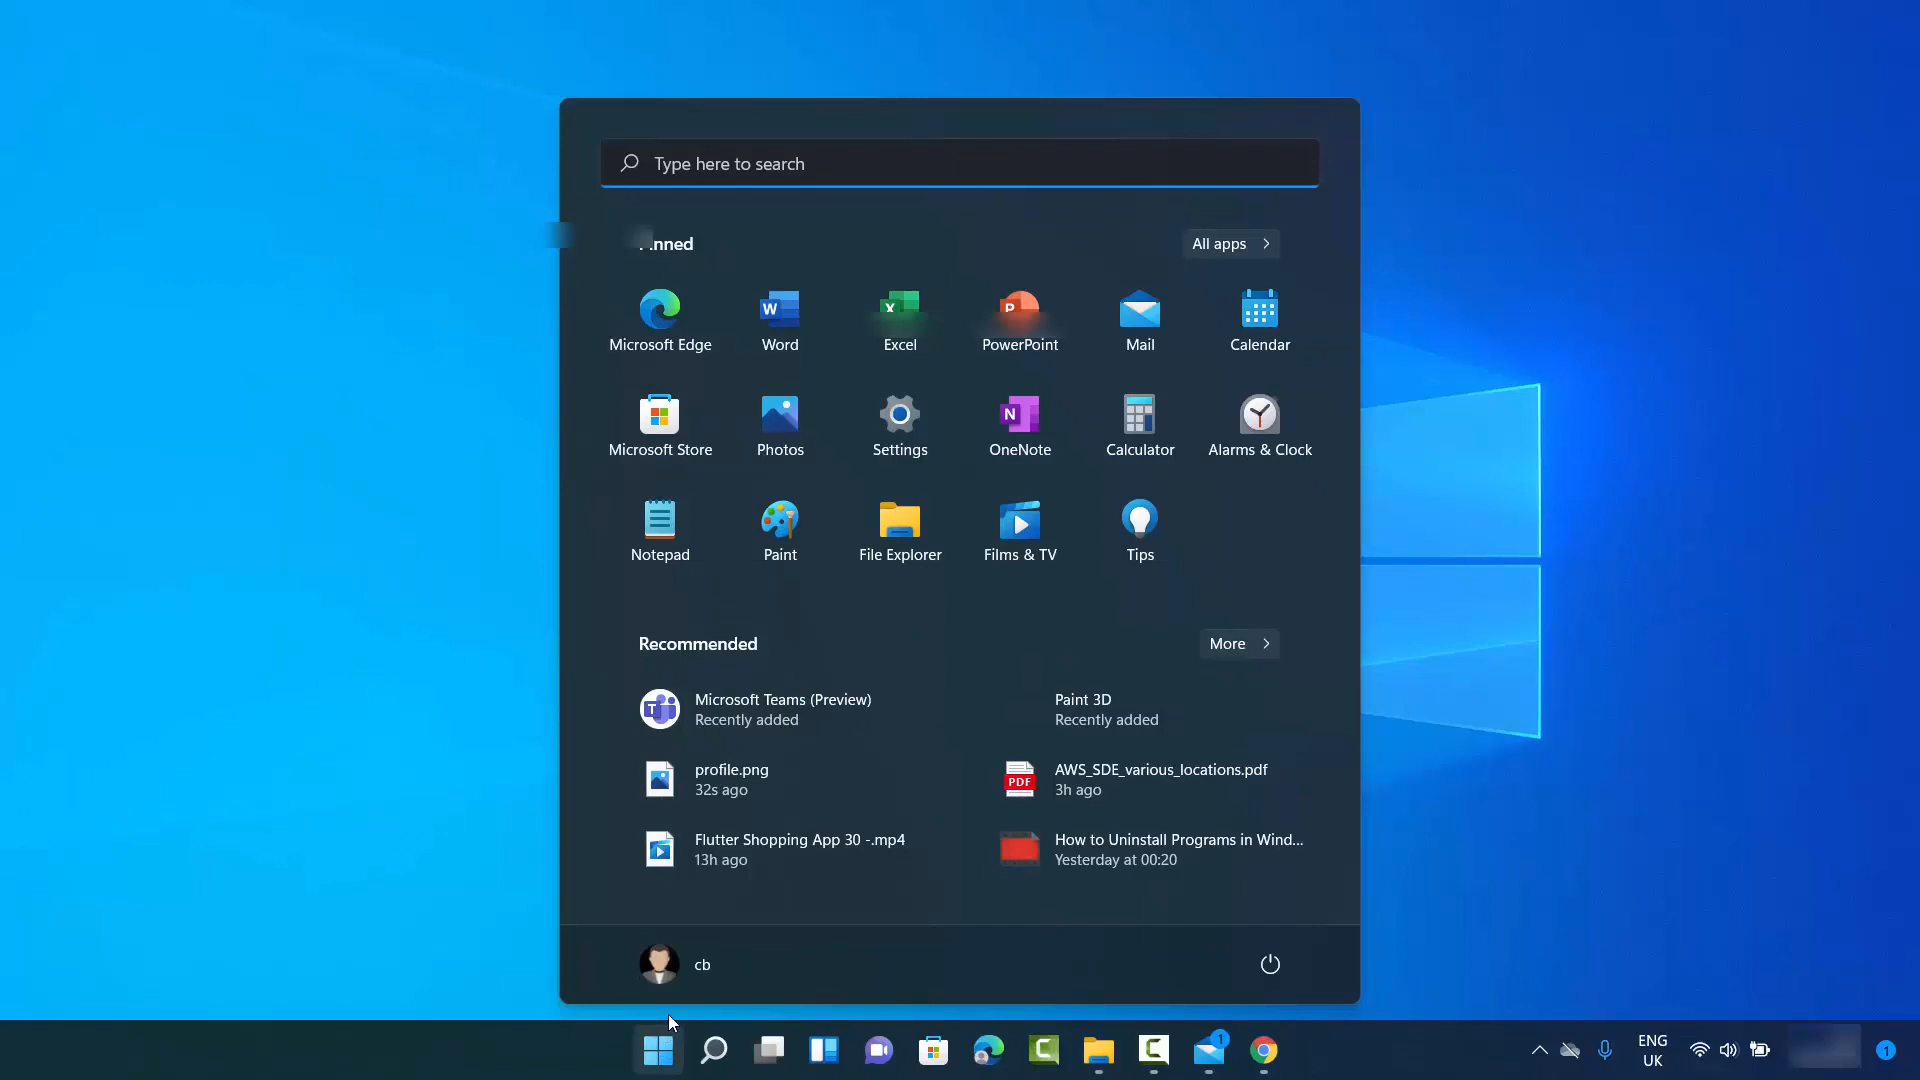 Type here to search
nned
All apps
Microsoft Edge
Word
Excel
PowerPoint
Mail
Calendar
Microsoft Store
Photos
Settings
OneNote
Calculator
Alarms & Clock
Notepad
Paint
File Explorer
Films & TV
Tips
Recommended
More
Microsoft Teams (Preview)
Recently added
Paint 3D
Recently added
profile.png
32s ago
AWS_SDE_various_locations.pdf
3h ago
Flutter Shopping App 30 -.mp4
13h ago
How to Uninstall Programs in Wind...
Yesterday at 00:20
cb
ENG
UK
1
1
W
X
P
N
PDF
T